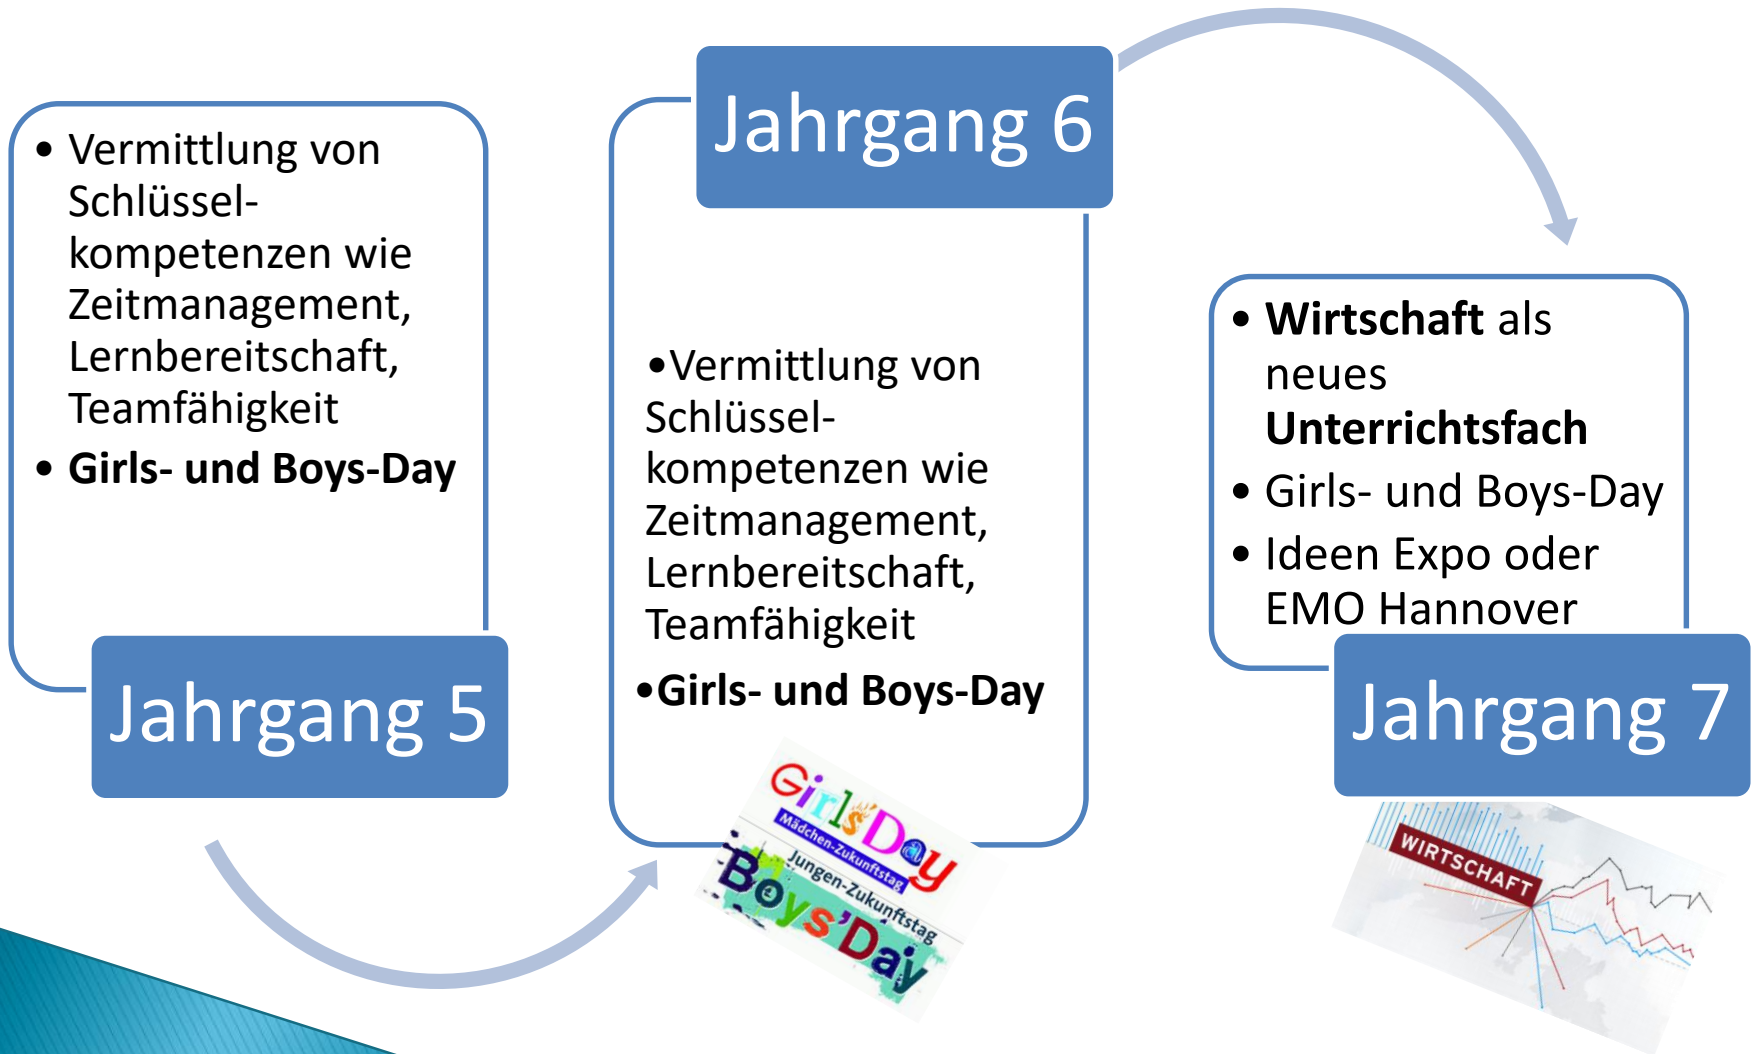 • Vermittlung von
Schlüssel-
kompetenzen wie
Zeitmanagement,
Lernbereitschaft,
Teamfähigkeit
• Girls- und Boys-Day
Jahrgang 5
Jahrgang 6
•Vermittlung von
Schlüssel-
kompetenzen wie
Zeitmanagement,
Lernbereitschaft,
Teamfähigkeit
•Girls- und Boys-Day
Girls'Day
Mädchen-Zukunftstag
Jungen-Zukunftstag
Boys'Day
• Wirtschaft als
neues
Unterrichtsfach
• Girls- und Boys-Day
• Ideen Expo oder
EMO Hannover
Jahrgang 7
WIRTSCHAFT